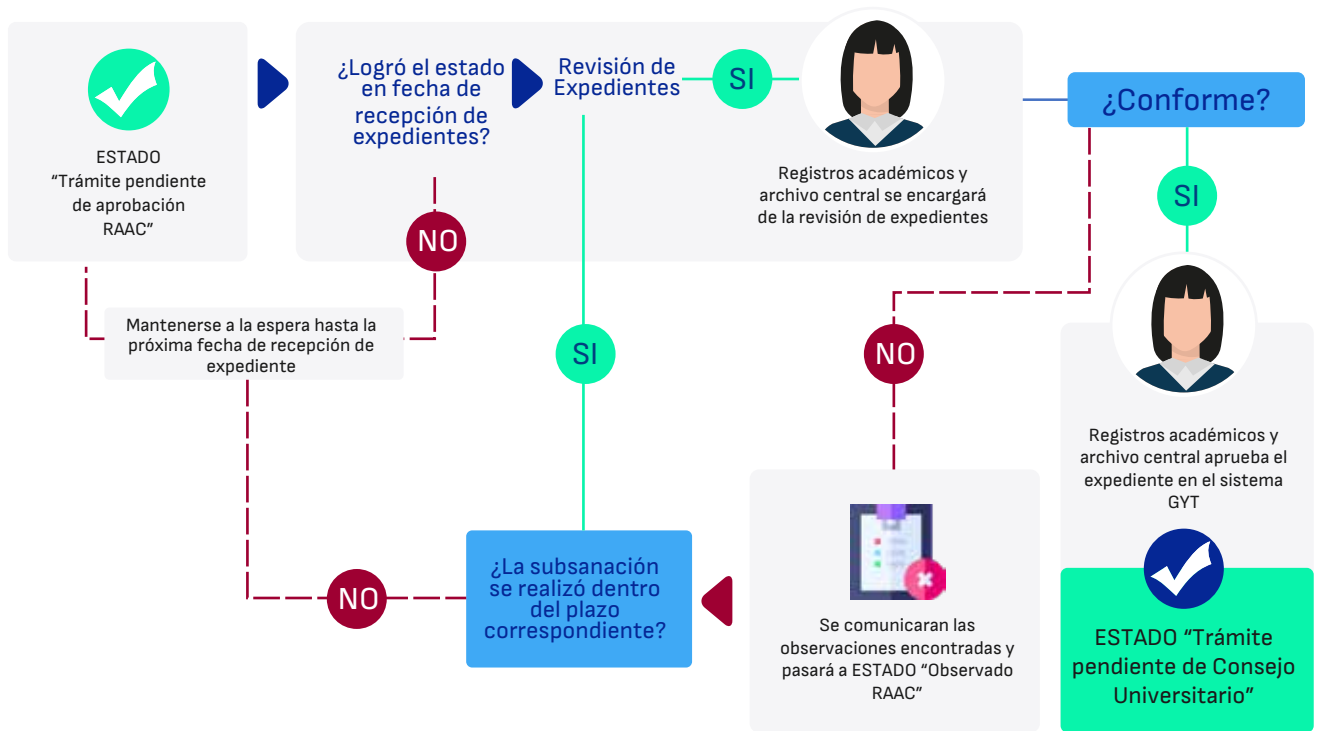 ESTADO
“Trámite pendiente
de aprobación
RAAC”
¿Logró el estado
en fecha de
recepción de
expedientes?
NO
Revisión de
Expedientes
SI
Registros académicos y
archivo central se encargará
de la revisión de expedientes
¿Conforme?
SI
Mantenerse a la espera hasta la
próxima fecha de recepción de
expediente
SI
NO
Registros académicos y
archivo central aprueba el
expediente en el sistema
GYT
ESTADO “Trámite
pendiente de Consejo
Universitario”
Se comunicaran las
observaciones encontradas y
pasará a ESTADO “Observado
RAAC”
¿La subsanación
se realizó dentro
del plazo
correspondiente?
NO